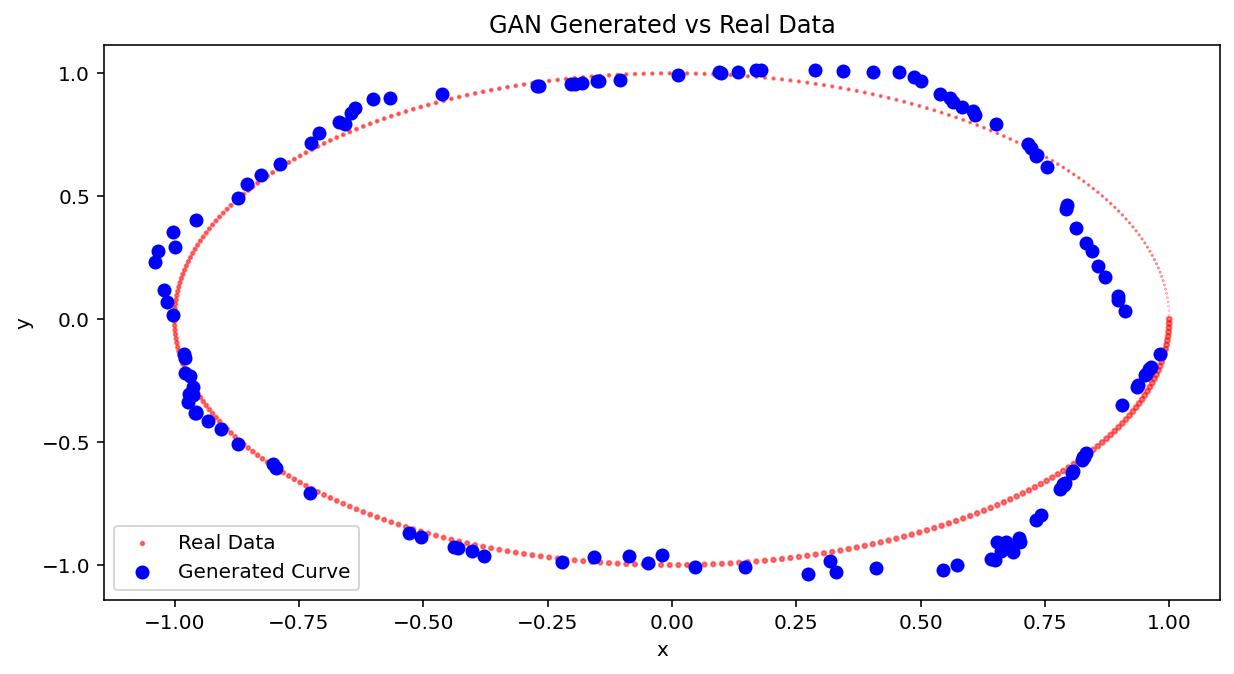 GAN Generated vs Real Data
1.0
0.5
0.0
−0.5
−1.0
y
Real Data
Generated Curve
−1.00 −0.75 −0.50 −0.25 0.00 0.25 0.50 0.75 1.00
x